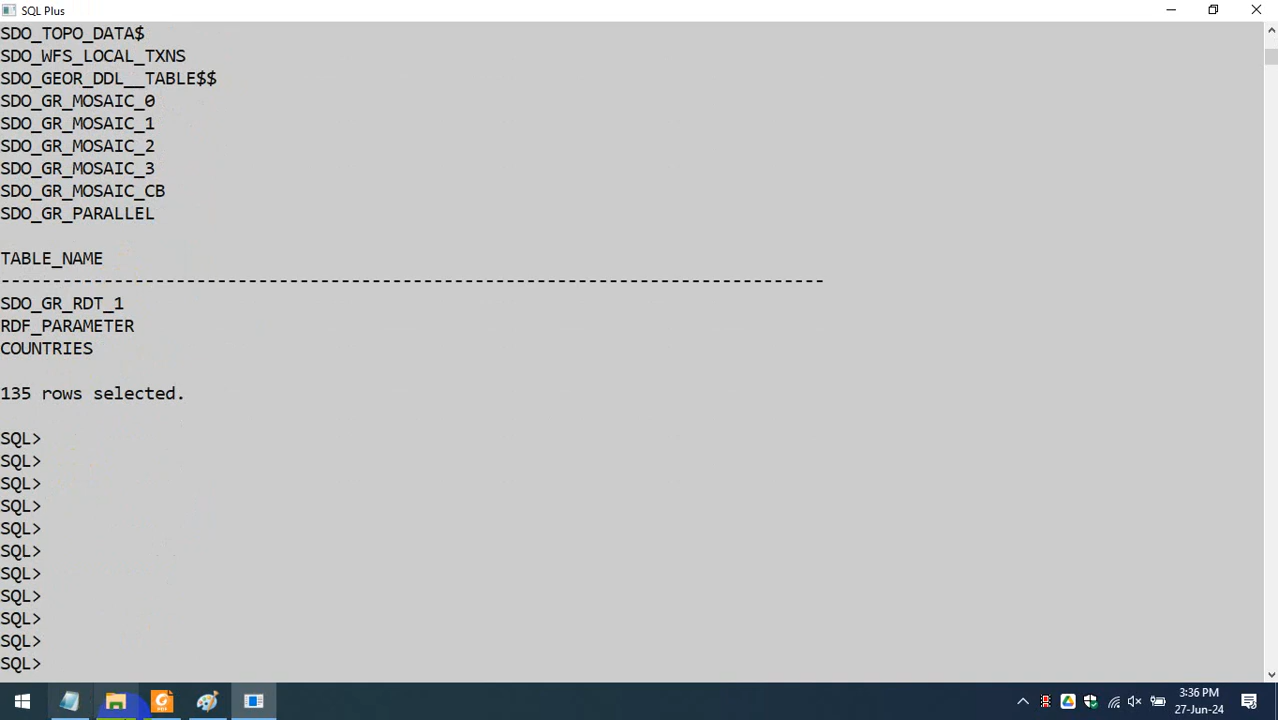 SQL Plus
SDO_TOPO_DATA$
SDO_WFS_LOCAL_TXNS
SDO_GEOR_DDL__TABLE$$
SDO_GR_MOSAIC_0
SDO_GR_MOSAIC_1
SDO_GR_MOSAIC_2
SDO_GR_MOSAIC_3
SDO_GR_MOSAIC_CB
SDO_GR_PARALLEL
TABLE_NAME
--------------------------------------------------------------------------------
SDO_GR_RDT_1
RDF_PARAMETER
COUNTRIES
135 rows selected.
SQL>
SQL>
SQL>
SQL>
SQL>
SQL>
SQL>
SQL>
SQL>
SQL>
SQL>
3:36 PM
27-Jun-24